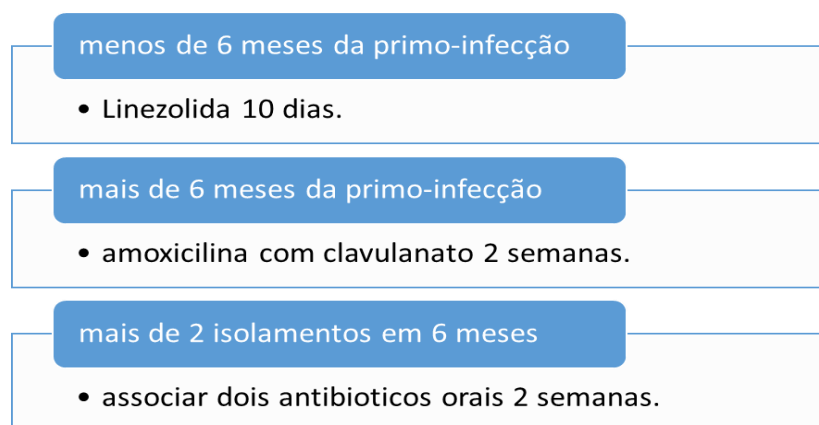 menos de 6 meses da primo-infecção
• Linezolida 10 dias.
mais de 6 meses da primo-infecção
• amoxicilina com clavulanato 2 semanas.
mais de 2 isolamentos em 6 meses
• associar dois antibioticos orais 2 semanas.